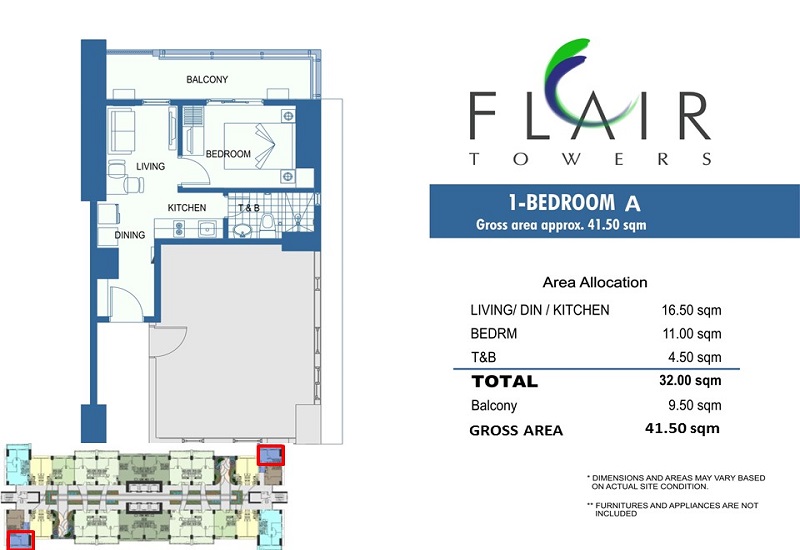 BALCONY
LIVING
BEDROOM
KITCHEN
T & B
DINING
FLAIR
TOWERS
1-BEDROOM A
Gross area approx. 41.50 sqm
Area Allocation
LIVING/ DIN / KITCHEN 16.50 sqm
BEDRM 11.00 sqm
T&B 4.50 sqm
TOTAL 32.00 sqm
Balcony 9.50 sqm
GROSS AREA 41.50 sqm
* DIMENSIONS AND AREAS MAY VARY BASED
ON ACTUAL SITE CONDITION.
** FURNITURES AND APPLIANCES ARE NOT
INCLUDED